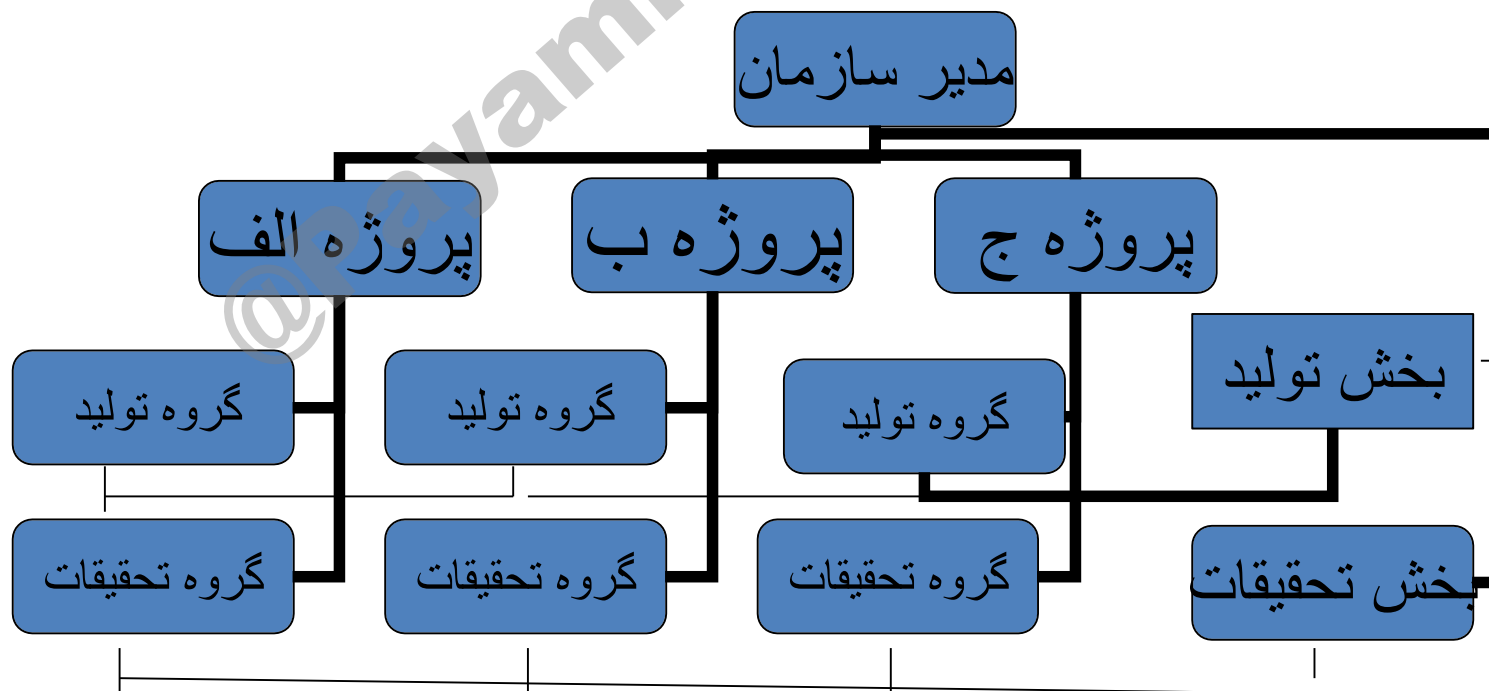 مدیر سازمان
پروژه ج
پروژه ب
پروژه الف
بخش تولید
گروه تولید
گروه تولید
گروه تولید
بخش تحقیقات
گروه تحقیقات
گروه تحقیقات
گروه تحقیقات
@Payam